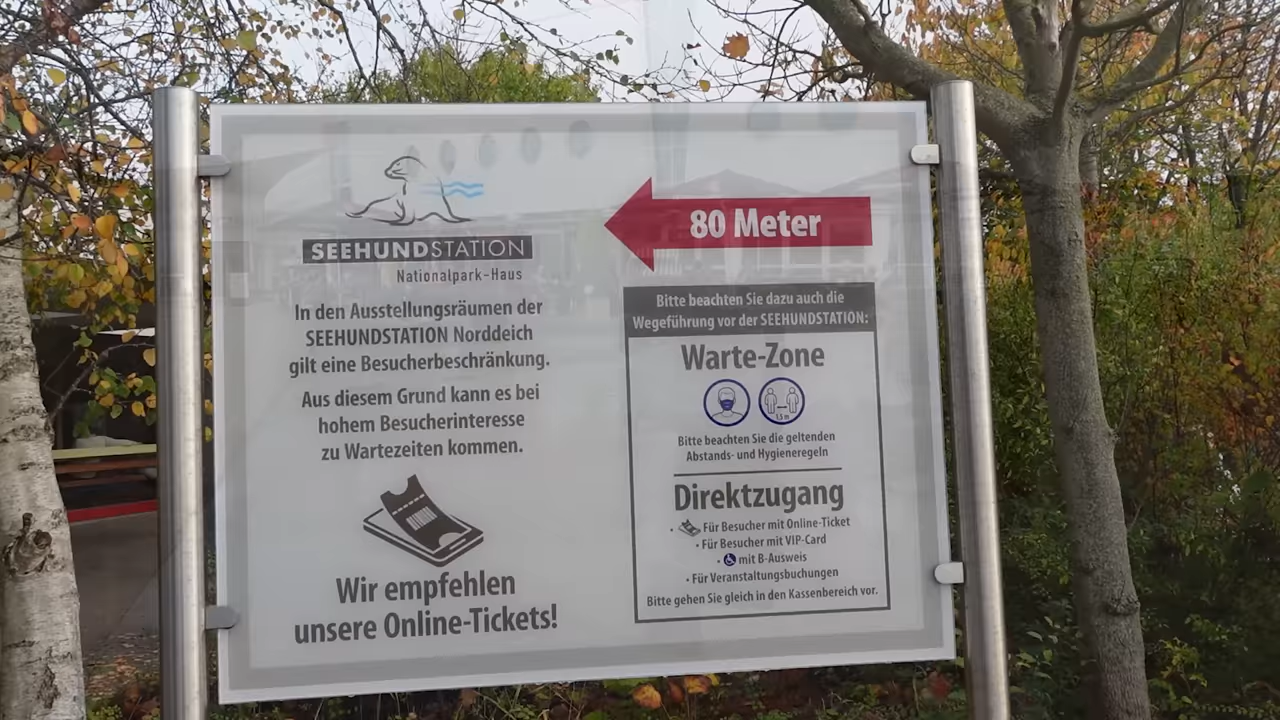 SEEHUNDSTATION
Nationalpark-Haus
In den Ausstellungsräumen der
SEEHUNDSTATION Norddeich
gilt eine Besucherbeschränkung.
Aus diesem Grund kann es bei
hohem Besucherinteresse
zu Wartezeiten kommen.
Wir empfehlen
unsere Online-Tickets!
80 Meter
Bitte beachten Sie dazu auch die
Wegeführung vor der SEEHUNDSTATION:
Warte-Zone
1,5 m
Bitte beachten Sie die geltenden
Abstands- und Hygieneregeln
Direktzugang
• Für Besucher mit Online-Ticket
• Für Besucher mit VIP-Card
• mit B-Ausweis
• Für Veranstaltungsbuchungen
Bitte gehen Sie gleich in den Kassenbereich vor.